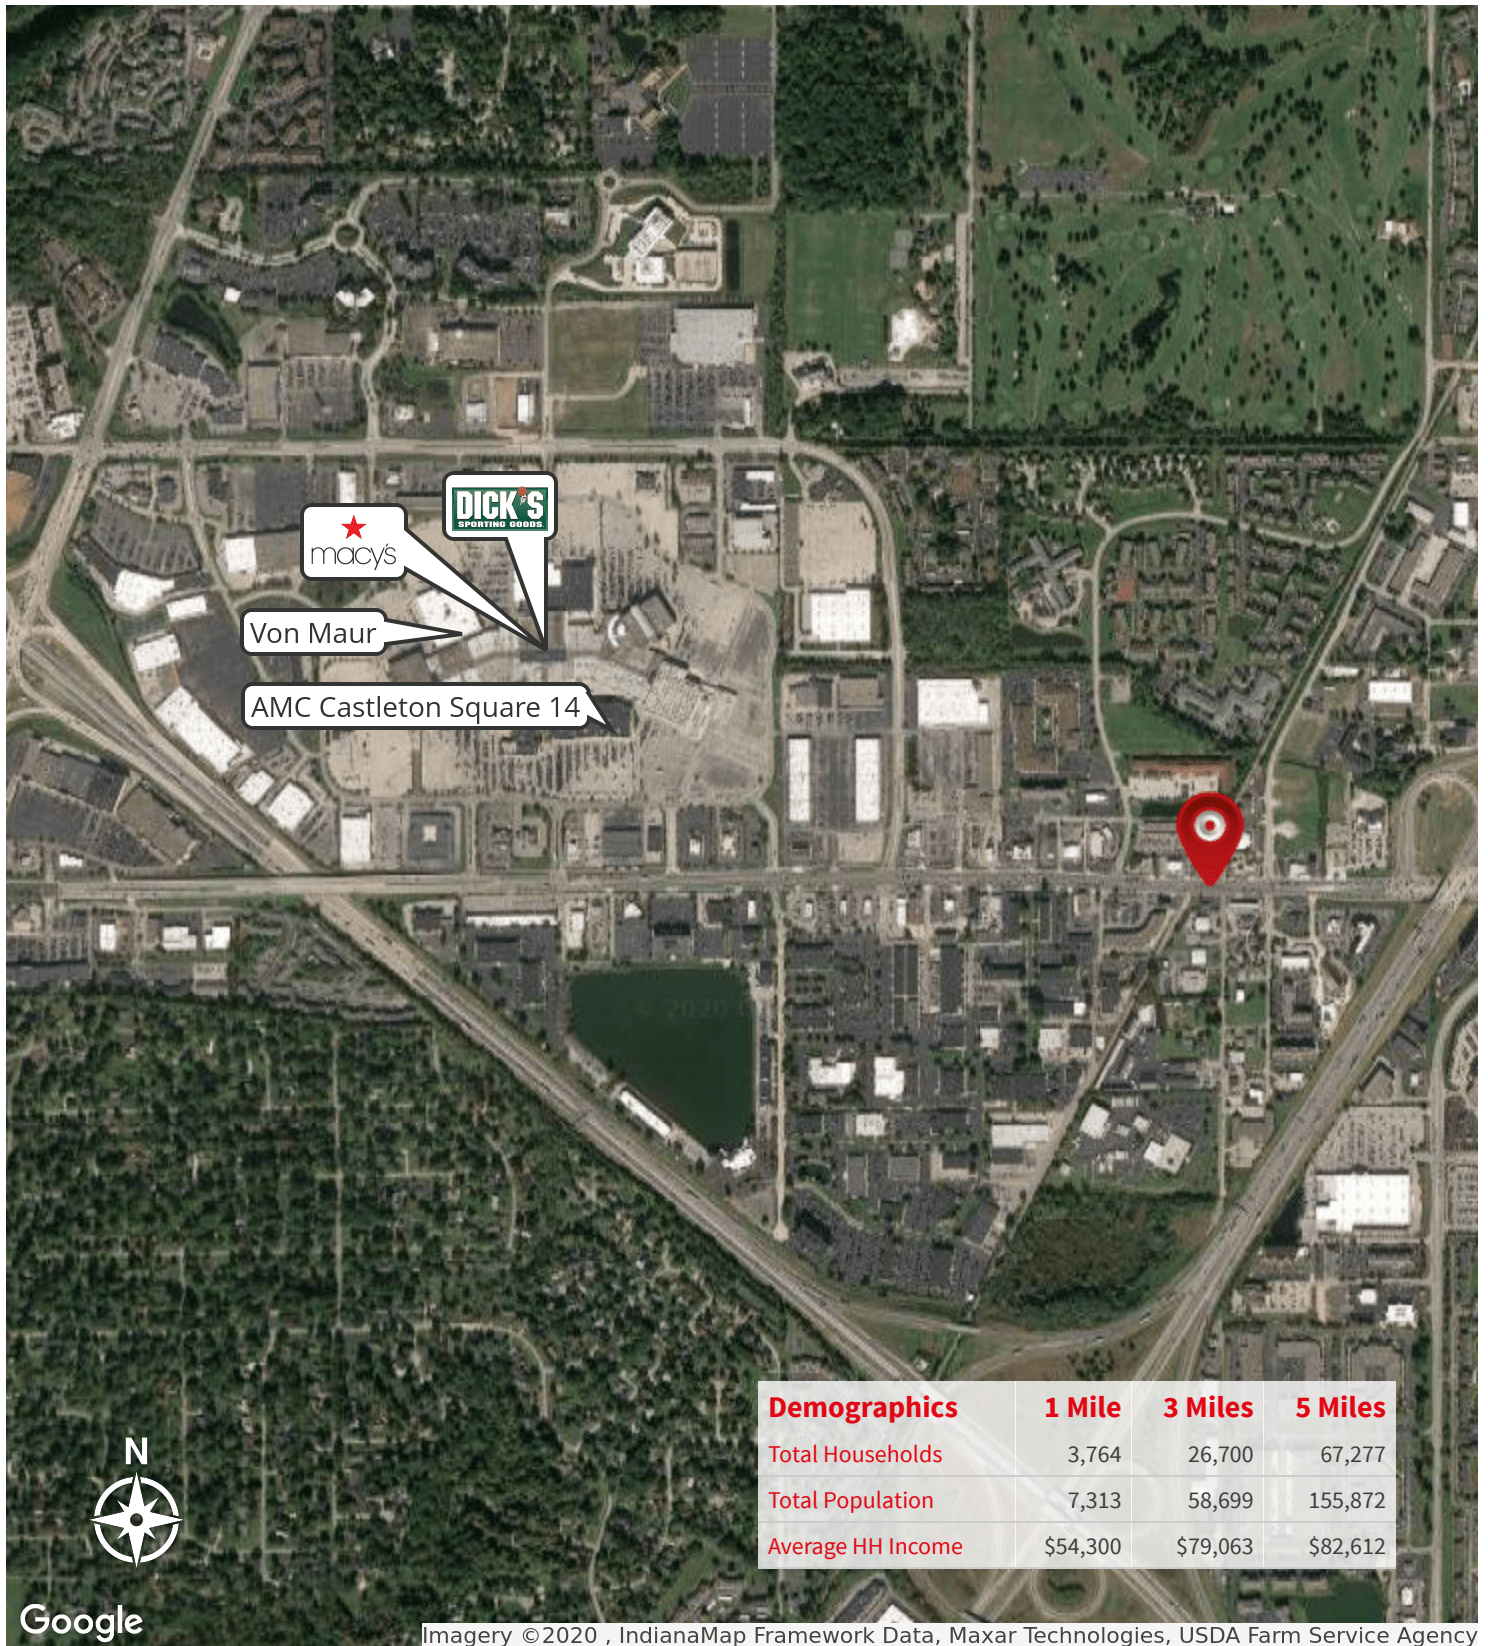 DICK'S
SPORTING GOODS
macy's
Von Maur
AMC Castleton Square 14
© 2020
Demographics 1 Mile 3 Miles 5 Miles
Total Households 3,764 26,700 67,277
Total Population 7,313 58,699 155,872
Average HH Income $54,300 $79,063 $82,612
N
Google
Imagery ©2020 , IndianaMap Framework Data, Maxar Technologies, USDA Farm Service Agency